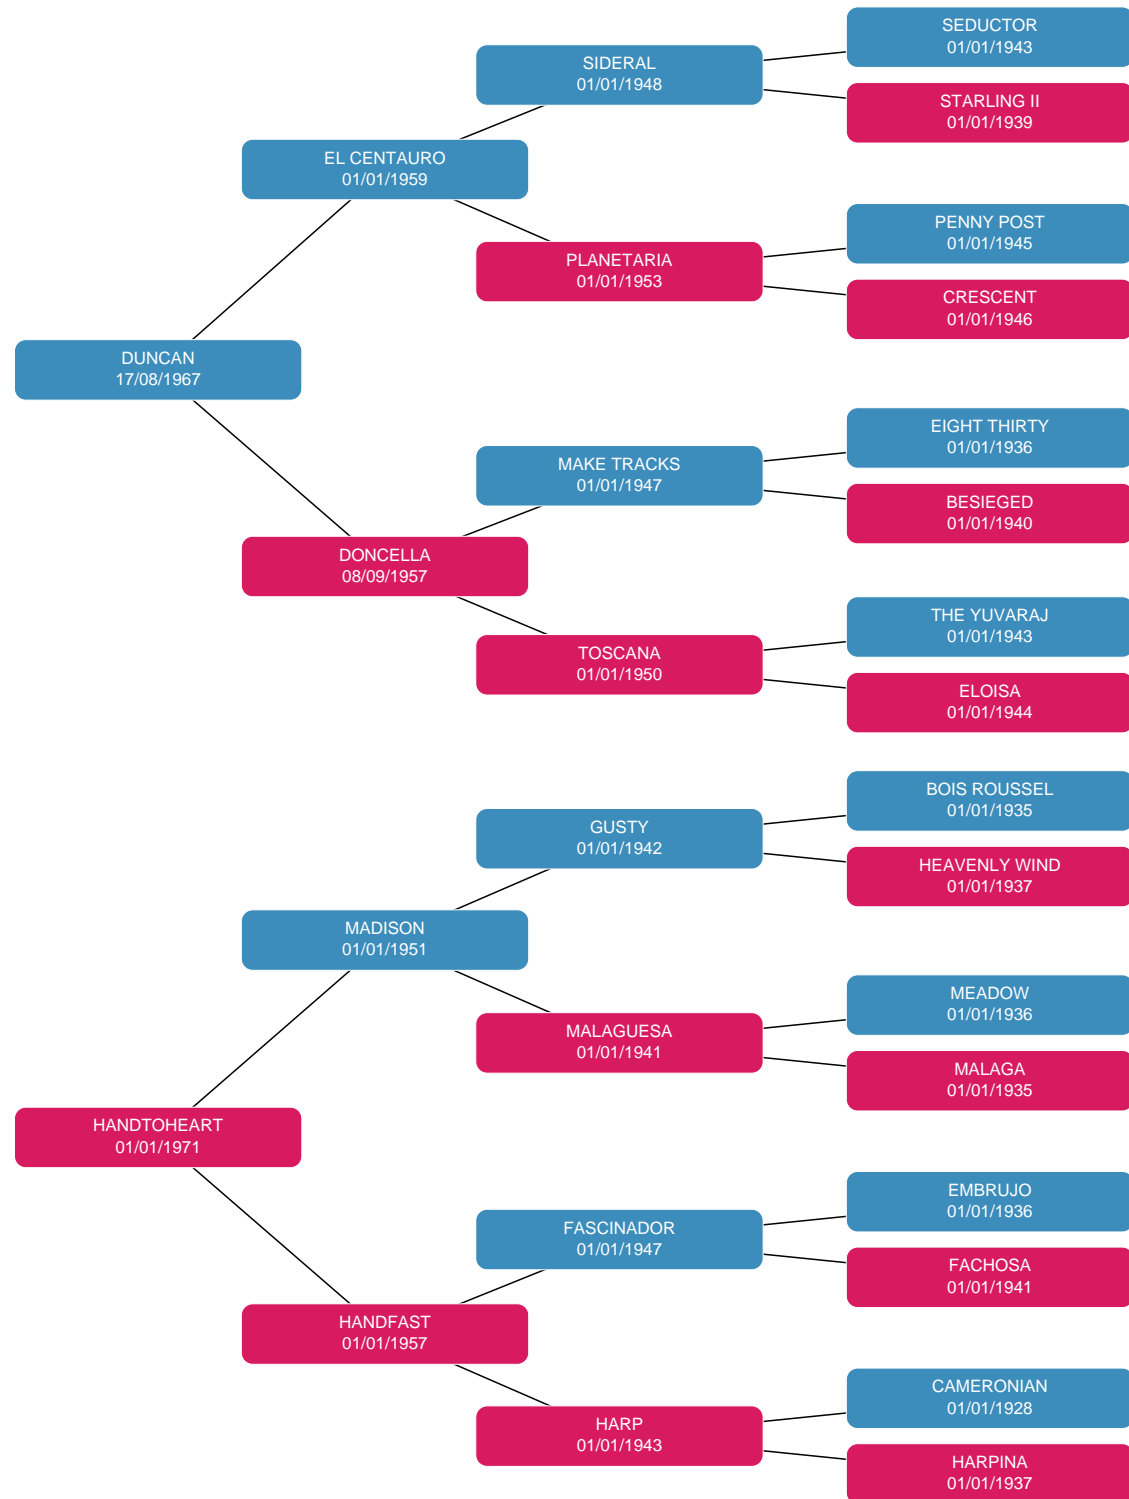 SEDUCTOR
01/01/1943
SIDERAL
01/01/1948
STARLING II
01/01/1939
EL CENTAURO
01/01/1959
PENNY POST
01/01/1945
PLANETARIA
01/01/1953
CRESCENT
01/01/1946
DUNCAN
17/08/1967
EIGHT THIRTY
01/01/1936
MAKE TRACKS
01/01/1947
BESIEGED
01/01/1940
DONCELLA
08/09/1957
THE YUVARAJ
01/01/1943
TOSCANA
01/01/1950
ELOISA
01/01/1944
BOIS ROUSSEL
01/01/1935
GUSTY
01/01/1942
HEAVENLY WIND
01/01/1937
MADISON
01/01/1951
MEADOW
01/01/1936
MALAGUESA
01/01/1941
MALAGA
01/01/1935
HANDTOHEART
01/01/1971
EMBRUJO
01/01/1936
FASCINADOR
01/01/1947
FACHOSA
01/01/1941
HANDFAST
01/01/1957
CAMERONIAN
01/01/1928
HARP
01/01/1943
HARPINA
01/01/1937